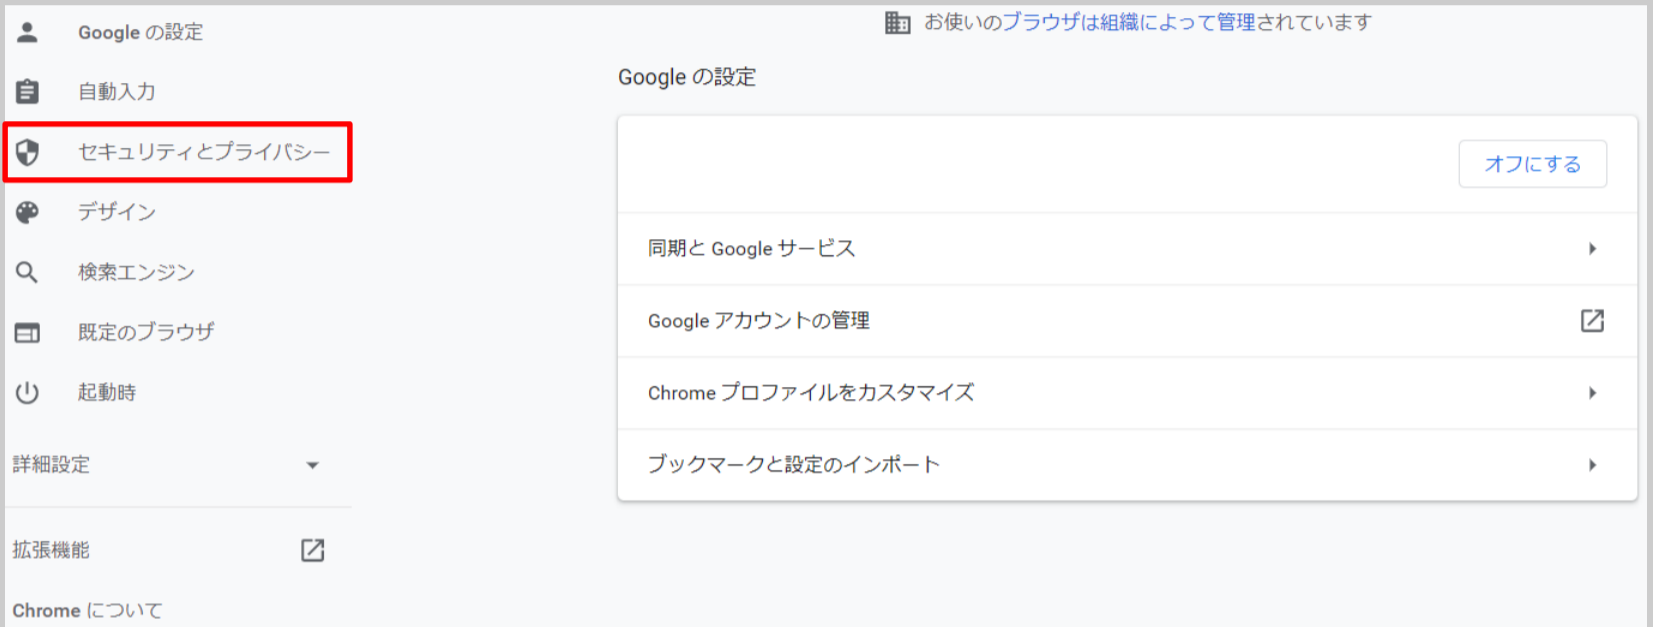 Google の設定
自動入力
セキュリティとプライバシー
デザイン
検索エンジン
既定のブラウザ
起動時
詳細設定
拡張機能
Chrome について
お使いのブラウザは組織によって管理されています
Google の設定
オフにする
同期と Google サービス
Google アカウントの管理
Chrome プロファイルをカスタマイズ
ブックマークと設定のインポート